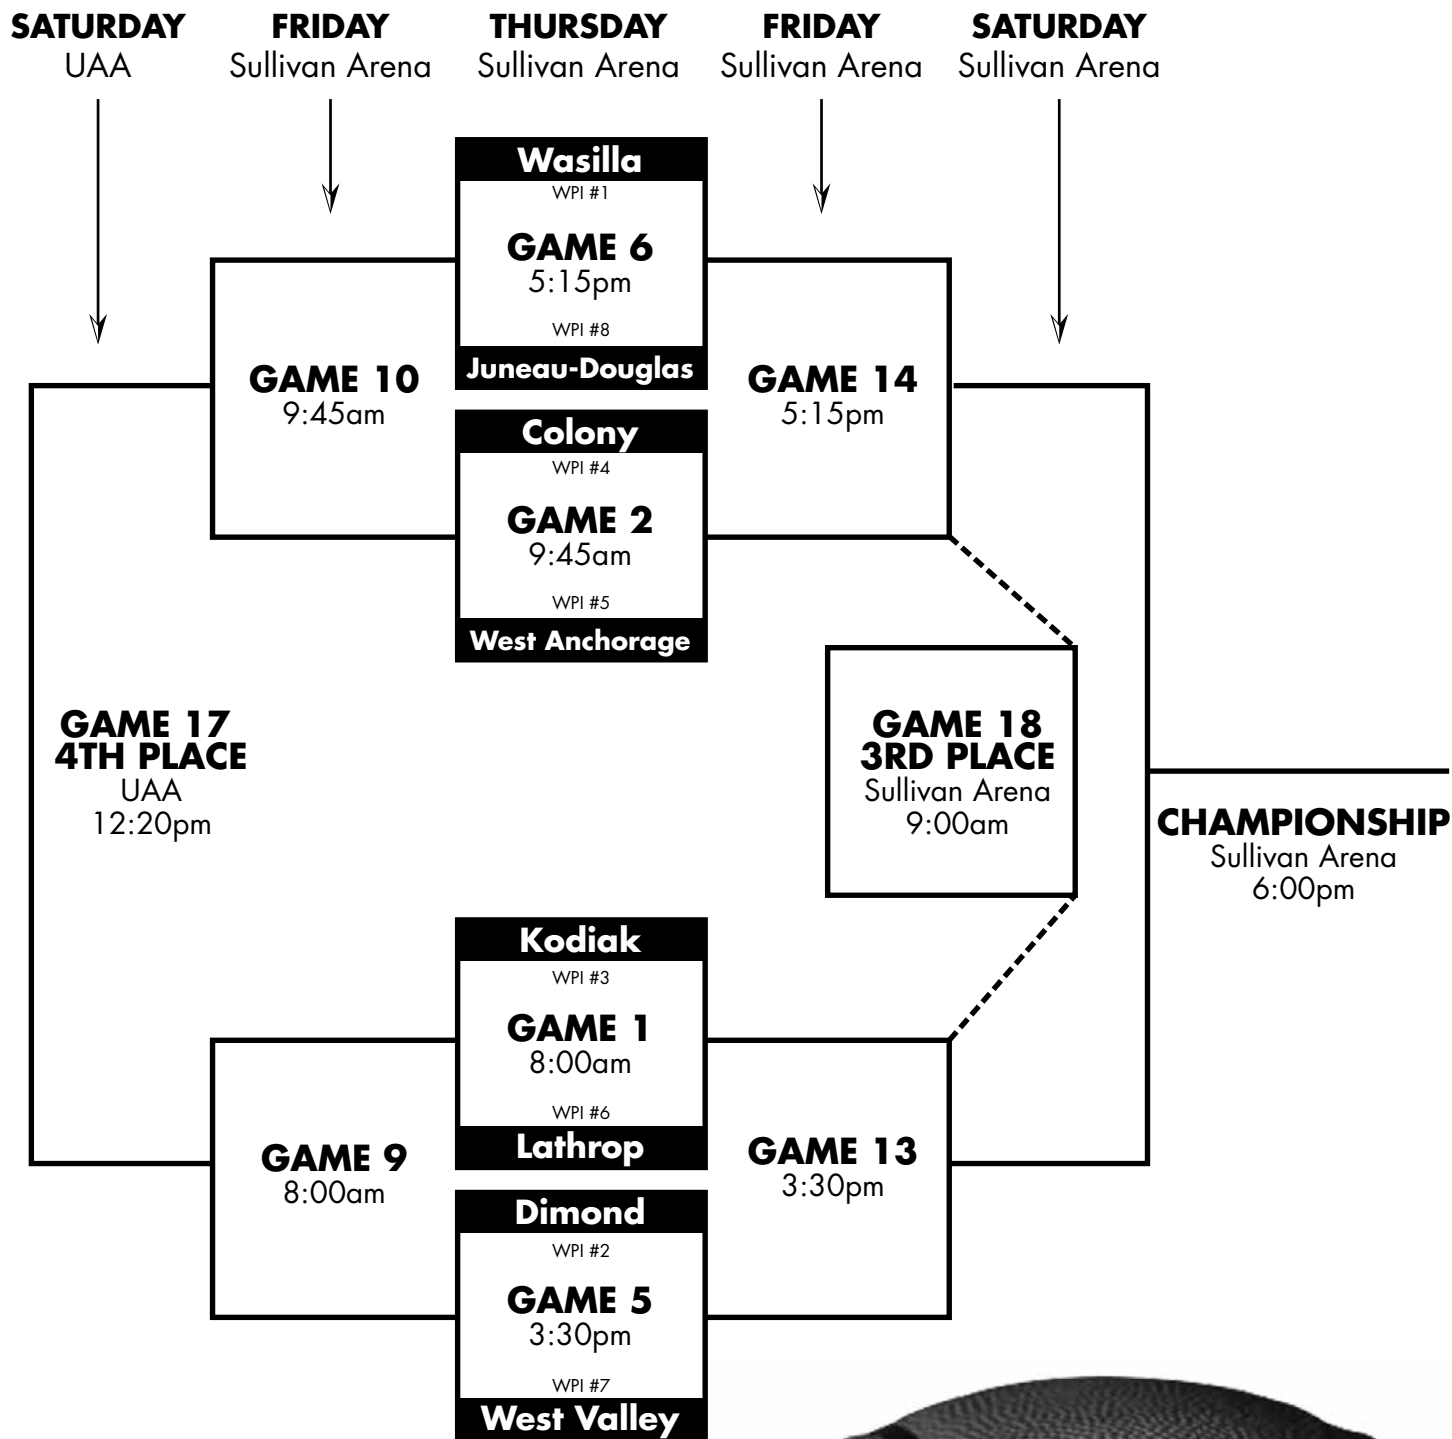 SATURDAY
UAA
FRIDAY
Sullivan Arena
THURSDAY
Sullivan Arena
FRIDAY
Sullivan Arena
SATURDAY
Sullivan Arena
Wasilla
WPI #1
GAME 6
5:15pm
WPI #8
Juneau-Douglas
GAME 10
9:45am
GAME 14
5:15pm
Colony
WPI #4
GAME 2
9:45am
WPI #5
West Anchorage
GAME 17
4TH PLACE
UAA
12:20pm
GAME 18
3RD PLACE
Sullivan Arena
9:00am
CHAMPIONSHIP
Sullivan Arena
6:00pm
Kodiak
WPI #3
GAME 1
8:00am
WPI #6
Lathrop
GAME 9
8:00am
GAME 13
3:30pm
Dimond
WPI #2
GAME 5
3:30pm
WPI #7
West Valley